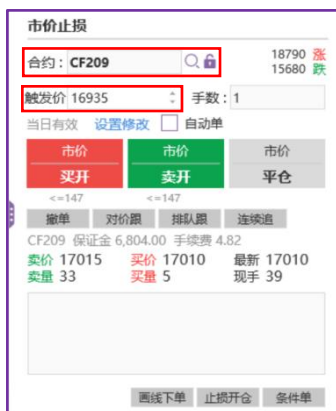 市价止损
合约: CF209 18790 涨
15680 跌
触发价 16935 手数: 1
当日有效 设置修改 自动单
市价 市价 市价
买开 卖开 平仓
<=147 <=147
撤单 对价跟 排队跟 连续追
CF209 保证金 6,804.00 手续费 4.82
卖价 17015 买价 17010 最新 17010
卖量 33 买量 5 现手 39
画线下单 止损开仓 条件单